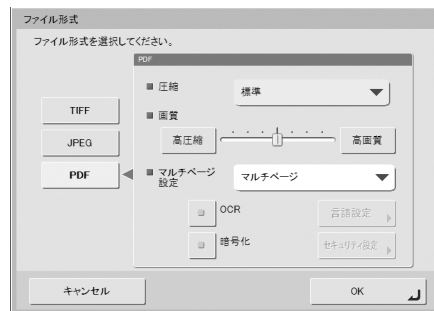 ファイル形式
ファイル形式を選択してください。
PDF
圧縮
標準
画質
高圧縮
高画質
TIFF
JPEG
PDF
マルチページ
設定
マルチページ
OCR
言語設定
暗号化
セキュリティ設定
キャンセル
OK